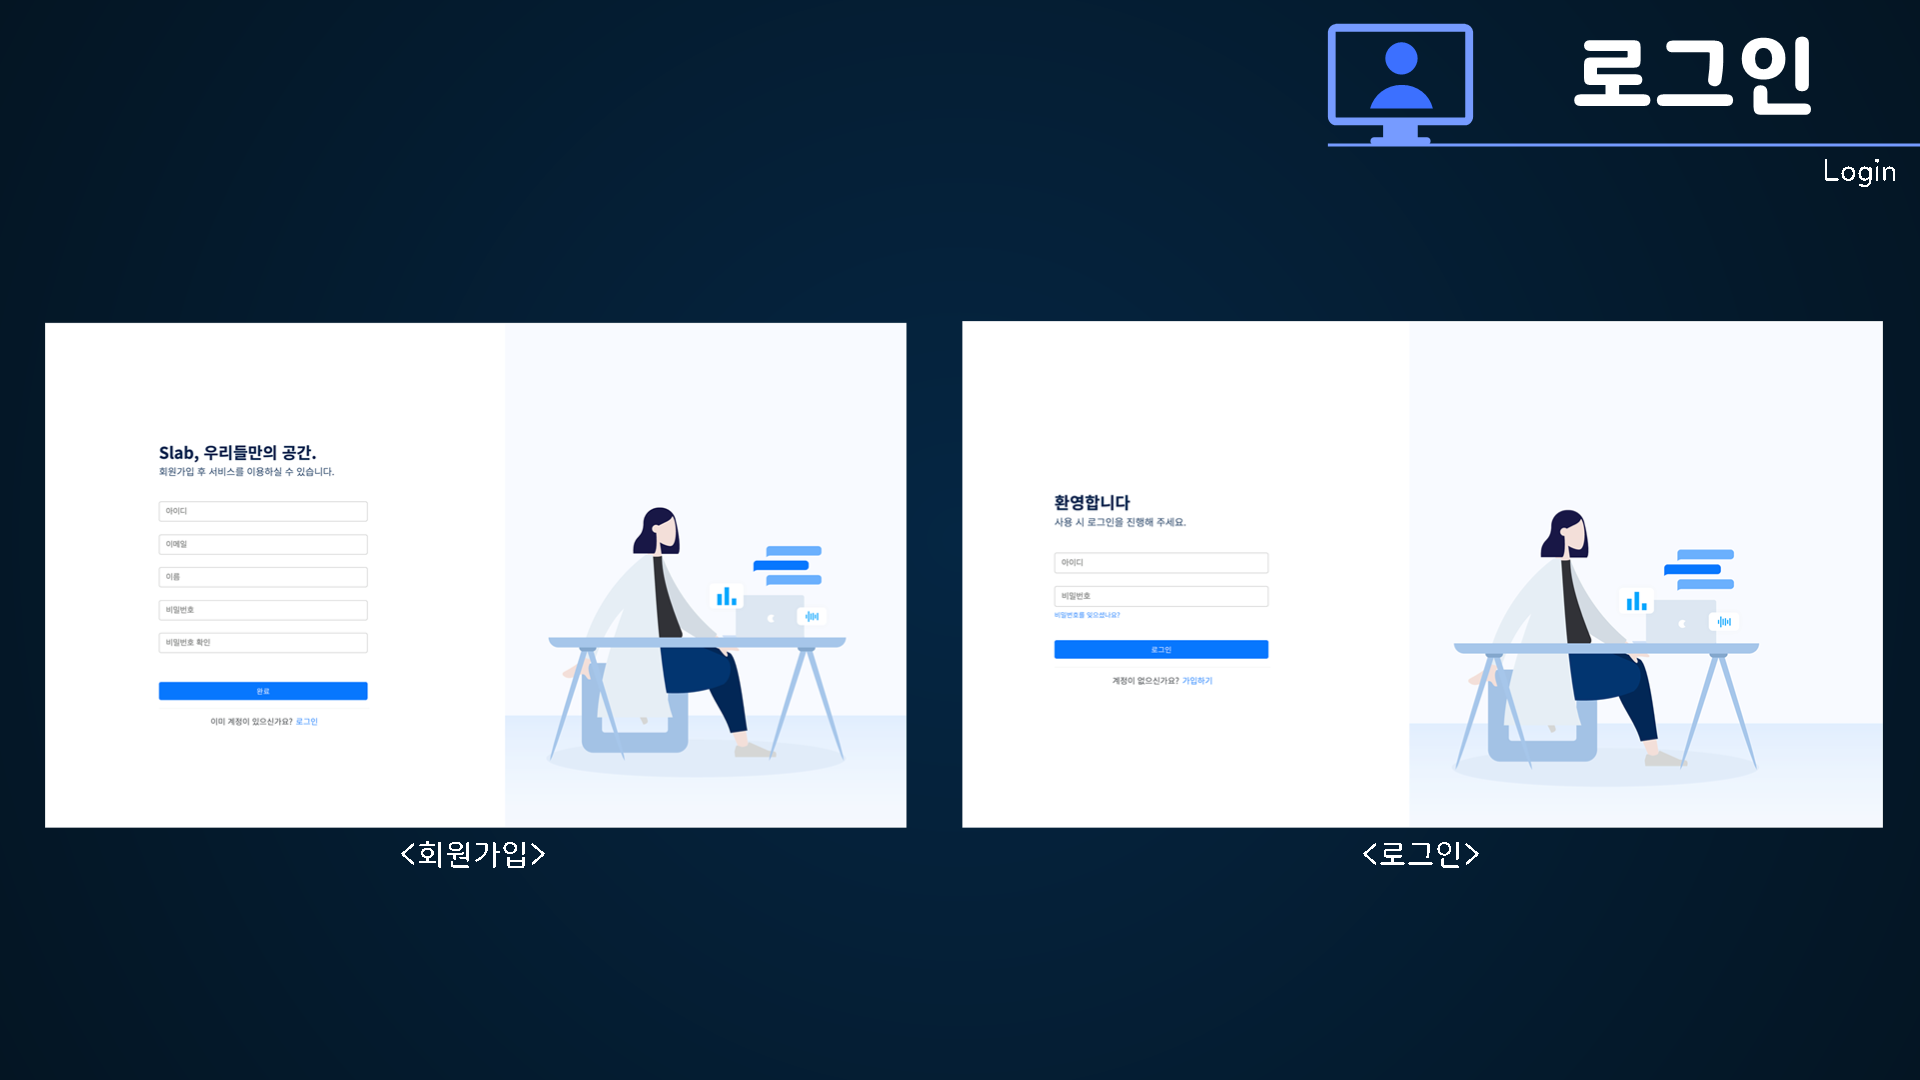 로그인
Login
Slab, 우리들만의 공간.
회원가입 후 서비스를 이용하실 수 있습니다.
아이디
이메일
이름
비밀번호
비밀번호 확인
완료
이미 계정이 있으신가요? 로그인
<회원가입>
환영합니다
사용 시 로그인을 진행해 주세요.
아이디
비밀번호
비밀번호를 잊으셨나요?
로그인
계정이 없으신가요? 가입하기
<로그인>